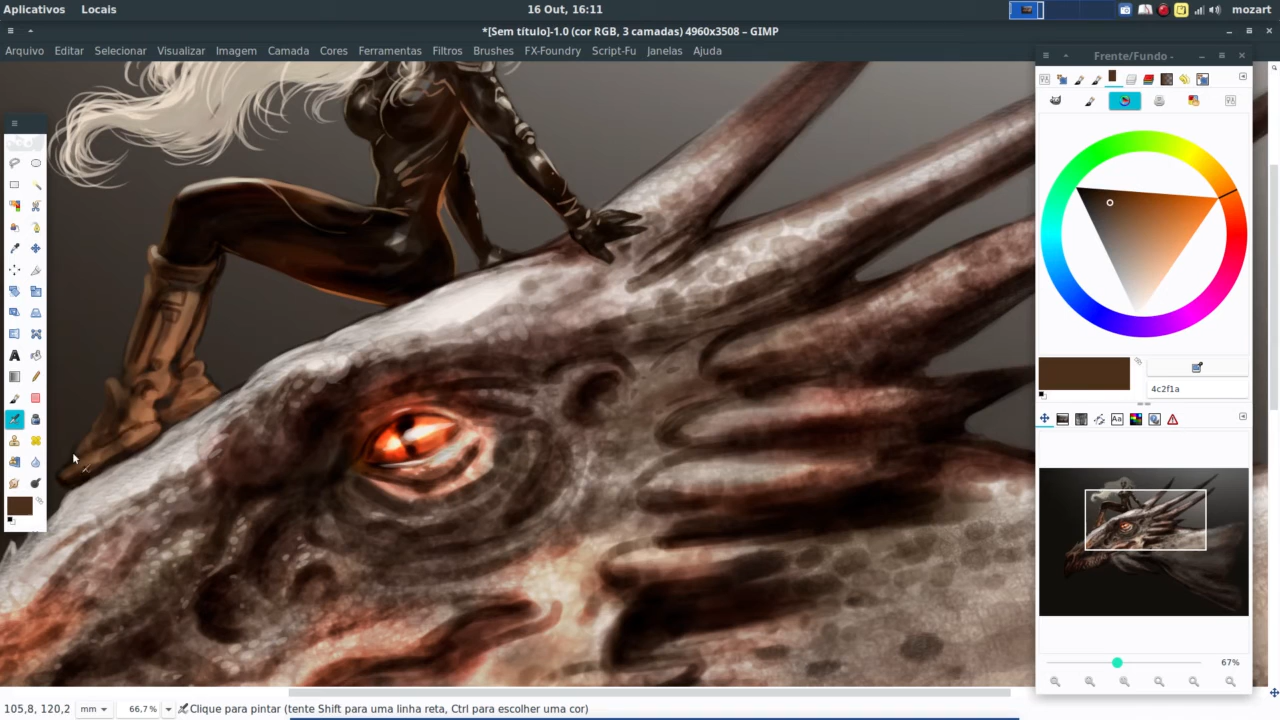 Aplicativos Locais 16 Out, 16:11 mozart
*[Sem título]-1.0 (cor RGB, 3 camadas) 4960x3508 – GIMP
Arquivo Editar Selecionar Visualizar Imagem Camada Cores Ferramentas Filtros Brushes FX-Foundry Script-Fu Janelas Ajuda
Frente/Fundo -
4c2f1a
Aa
67%
105,8, 120,2 mm 66,7% Clique para pintar (tente Shift para uma linha reta, Ctrl para escolher uma cor)